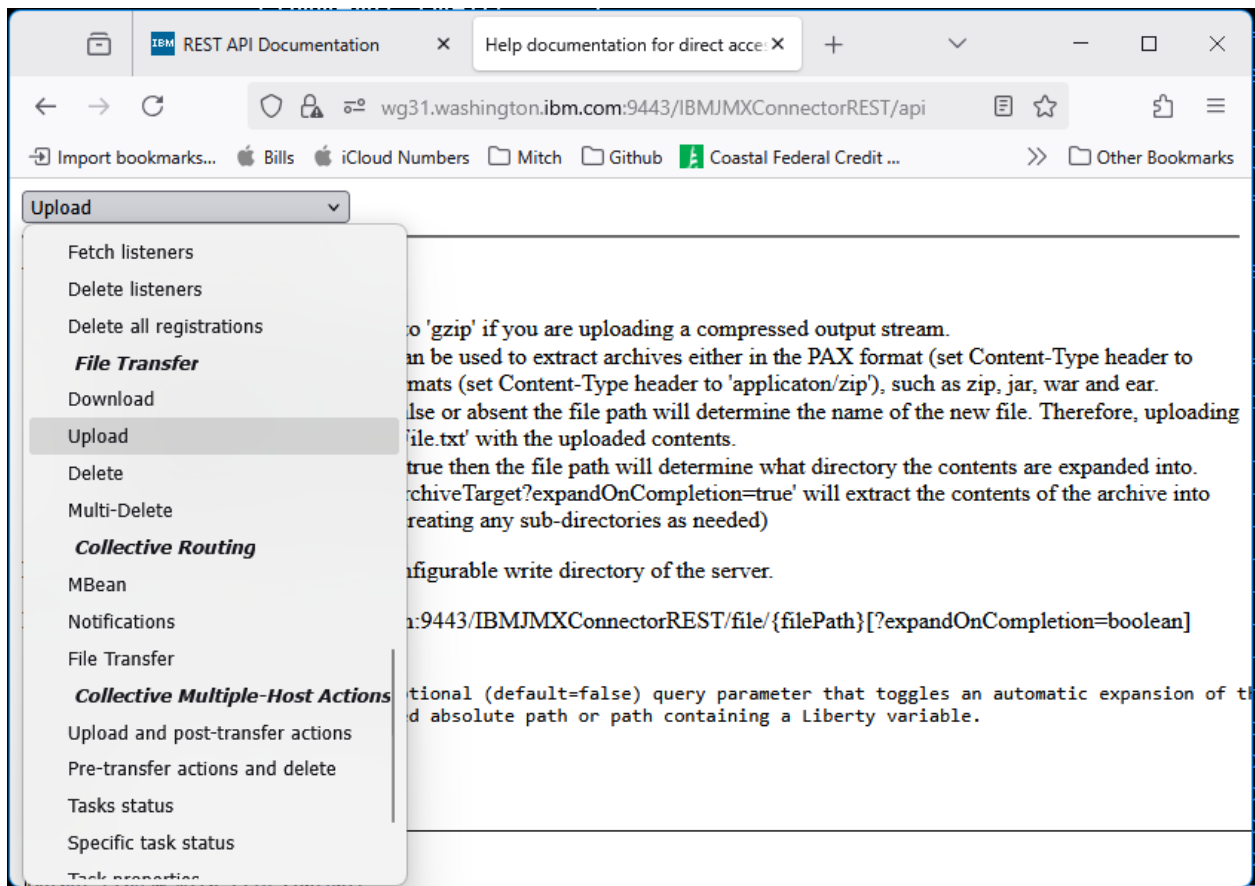 IBM REST API Documentation
Help documentation for direct acce
wg31.washington.ibm.com:9443/IBMJMXConnectorREST/api
Import bookmarks... Bills iCloud Numbers Mitch Github Coastal Federal Credit ... Other Bookmarks
Upload
Fetch listeners
Delete listeners
Delete all registrations
File Transfer
Download
Upload
Delete
Multi-Delete
Collective Routing
MBean
Notifications
File Transfer
Collective Multiple-Host Actions
Upload and post-transfer actions
Pre-transfer actions and delete
Tasks status
Specific task status
Task properties
to 'gzip' if you are uploading a compressed output stream.
an be used to extract archives either in the PAX format (set Content-Type header to
rmats (set Content-Type header to 'applicaton/zip'), such as zip, jar, war and ear.
lse or absent the file path will determine the name of the new file. Therefore, uploading
File.txt' with the uploaded contents.
true then the file path will determine what directory the contents are expanded into.
rchiveTarget?expandOnCompletion=true' will extract the contents of the archive into
reating any sub-directories as needed)
nfigurable write directory of the server.
:9443/IBMJMXConnectorREST/file/{filePath}[?expandOnCompletion=boolean]
tional (default=false) query parameter that toggles an automatic expansion of th
d absolute path or path containing a Liberty variable.